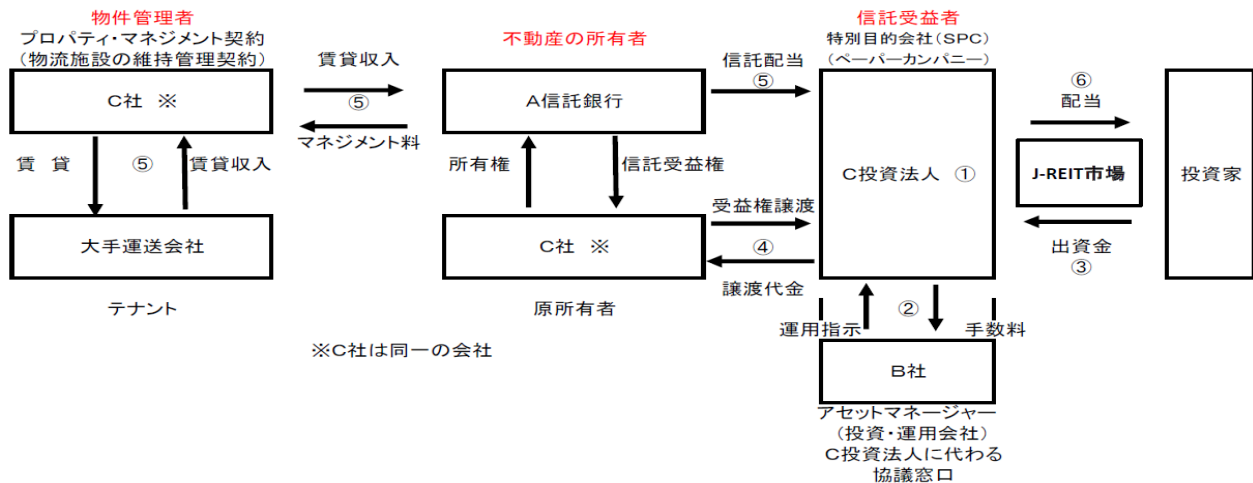 物件管理者
プロパティ・マネジメント契約
(物流施設の維持管理契約)
C社 ※
賃 貸
⑤
賃貸収入
大手運送会社
テナント
賃貸収入
⑤
マネジメント料
不動産の所有者
A信託銀行
所有権
信託受益権
C社 ※
原所有者
※C社は同一の会社
信託配当
⑤
受益権譲渡
④
譲渡代金
信託受益者
特別目的会社(SPC)
(ペーパーカンパニー)
C投資法人 ①
運用指示
②
手数料
B社
アセットマネージャー
(投資・運用会社)
C投資法人に代わる
協議窓口
⑥
配当
J-REIT市場
出資金
③
投資家